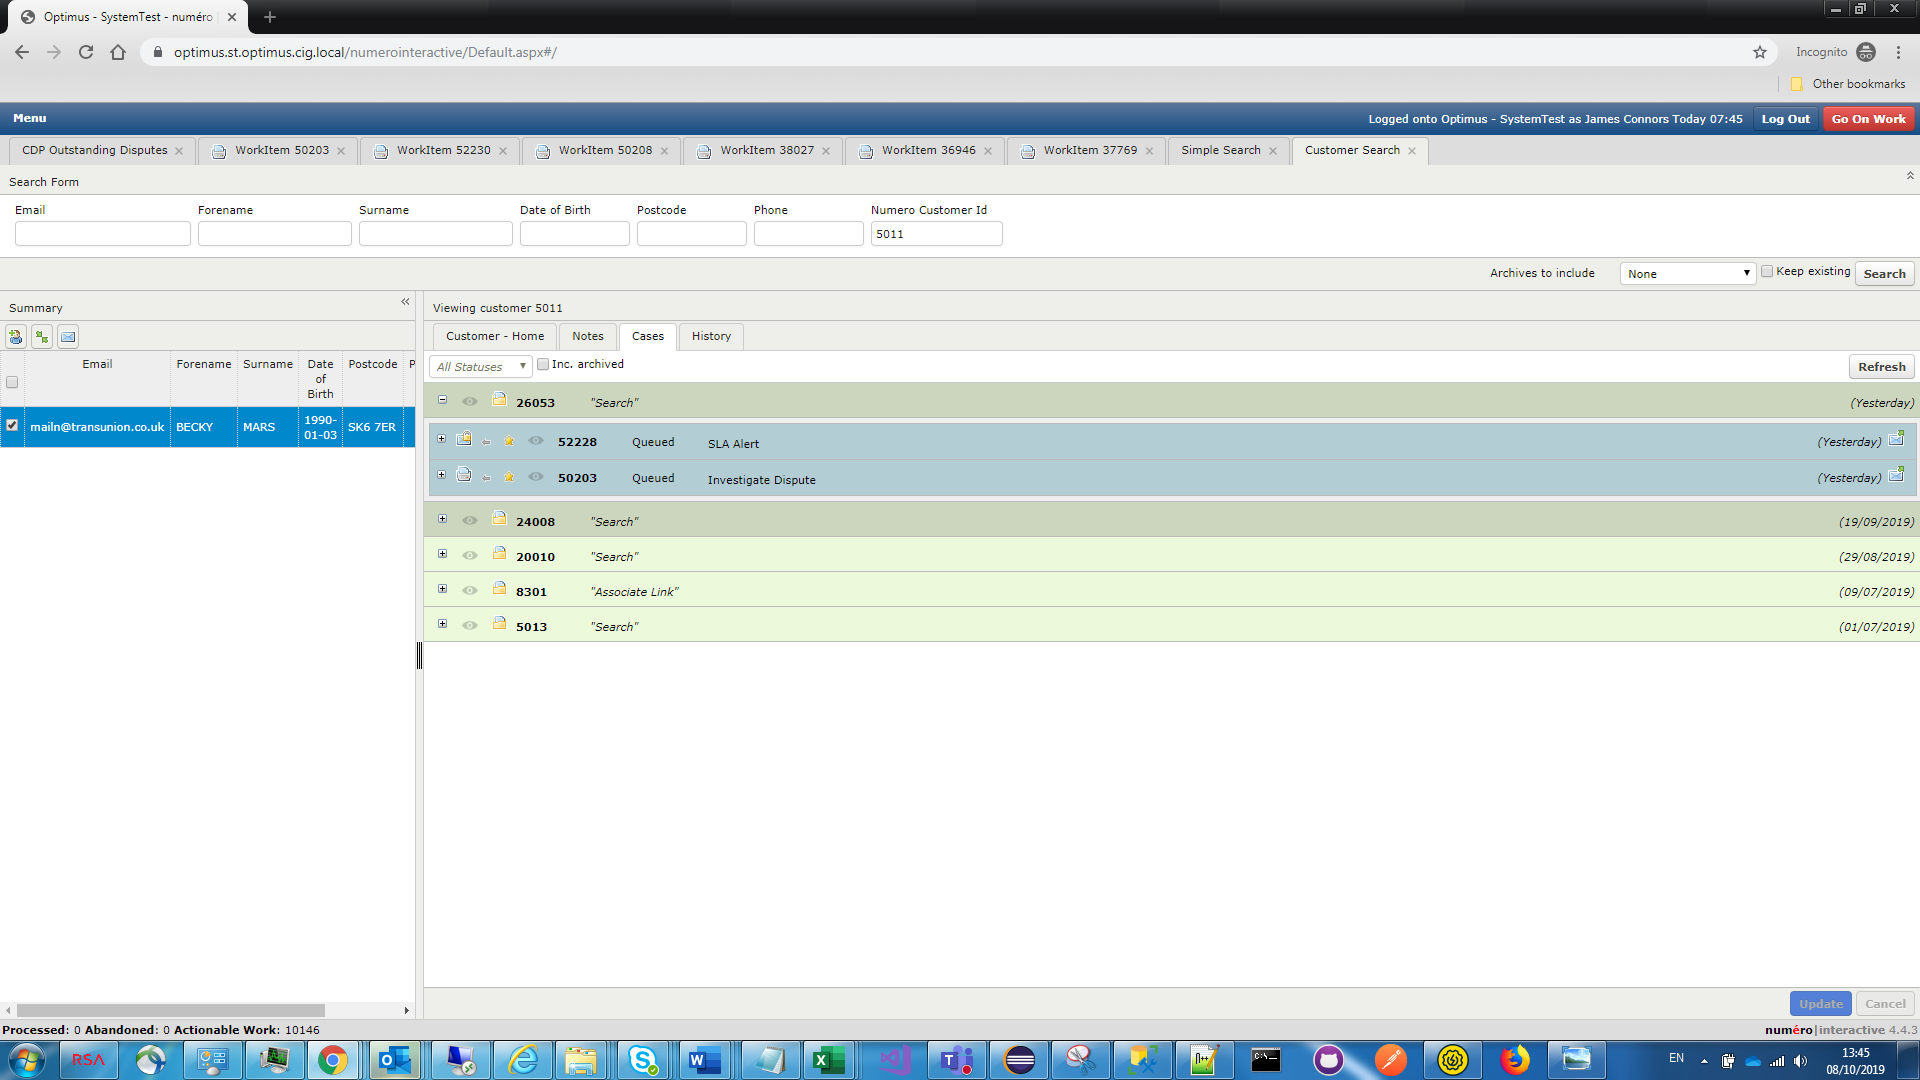 Optimus - SystemTest - numéro
optimus.st.optimus.cig.local/numerointeractive/Default.aspx#/
Incognito
Other bookmarks
Menu
Logged onto Optimus - SystemTest as James Connors Today 07:45
Log Out
Go On Work
CDP Outstanding Disputes
WorkItem 50203
WorkItem 52230
WorkItem 50208
WorkItem 38027
WorkItem 36946
WorkItem 37769
Simple Search
Customer Search
Search Form
Email Forename Surname Date of Birth Postcode Phone Numero Customer Id
5011
Archives to include None Keep existing Search
Summary
Viewing customer 5011
Customer - Home Notes Cases History
All Statuses Inc. archived Refresh
Email Forename Surname Date of Birth Postcode P
mailn@transunion.co.uk BECKY MARS 1990-01-03 SK6 7ER
26053 "Search" (Yesterday)
52228 Queued SLA Alert (Yesterday)
50203 Queued Investigate Dispute (Yesterday)
24008 "Search" (19/09/2019)
20010 "Search" (29/08/2019)
8301 "Associate Link" (09/07/2019)
5013 "Search" (01/07/2019)
Update Cancel
Processed: 0 Abandoned: 0 Actionable Work: 10146
numéro|interactive 4.4.3
RSA
EN
13:45
08/10/2019